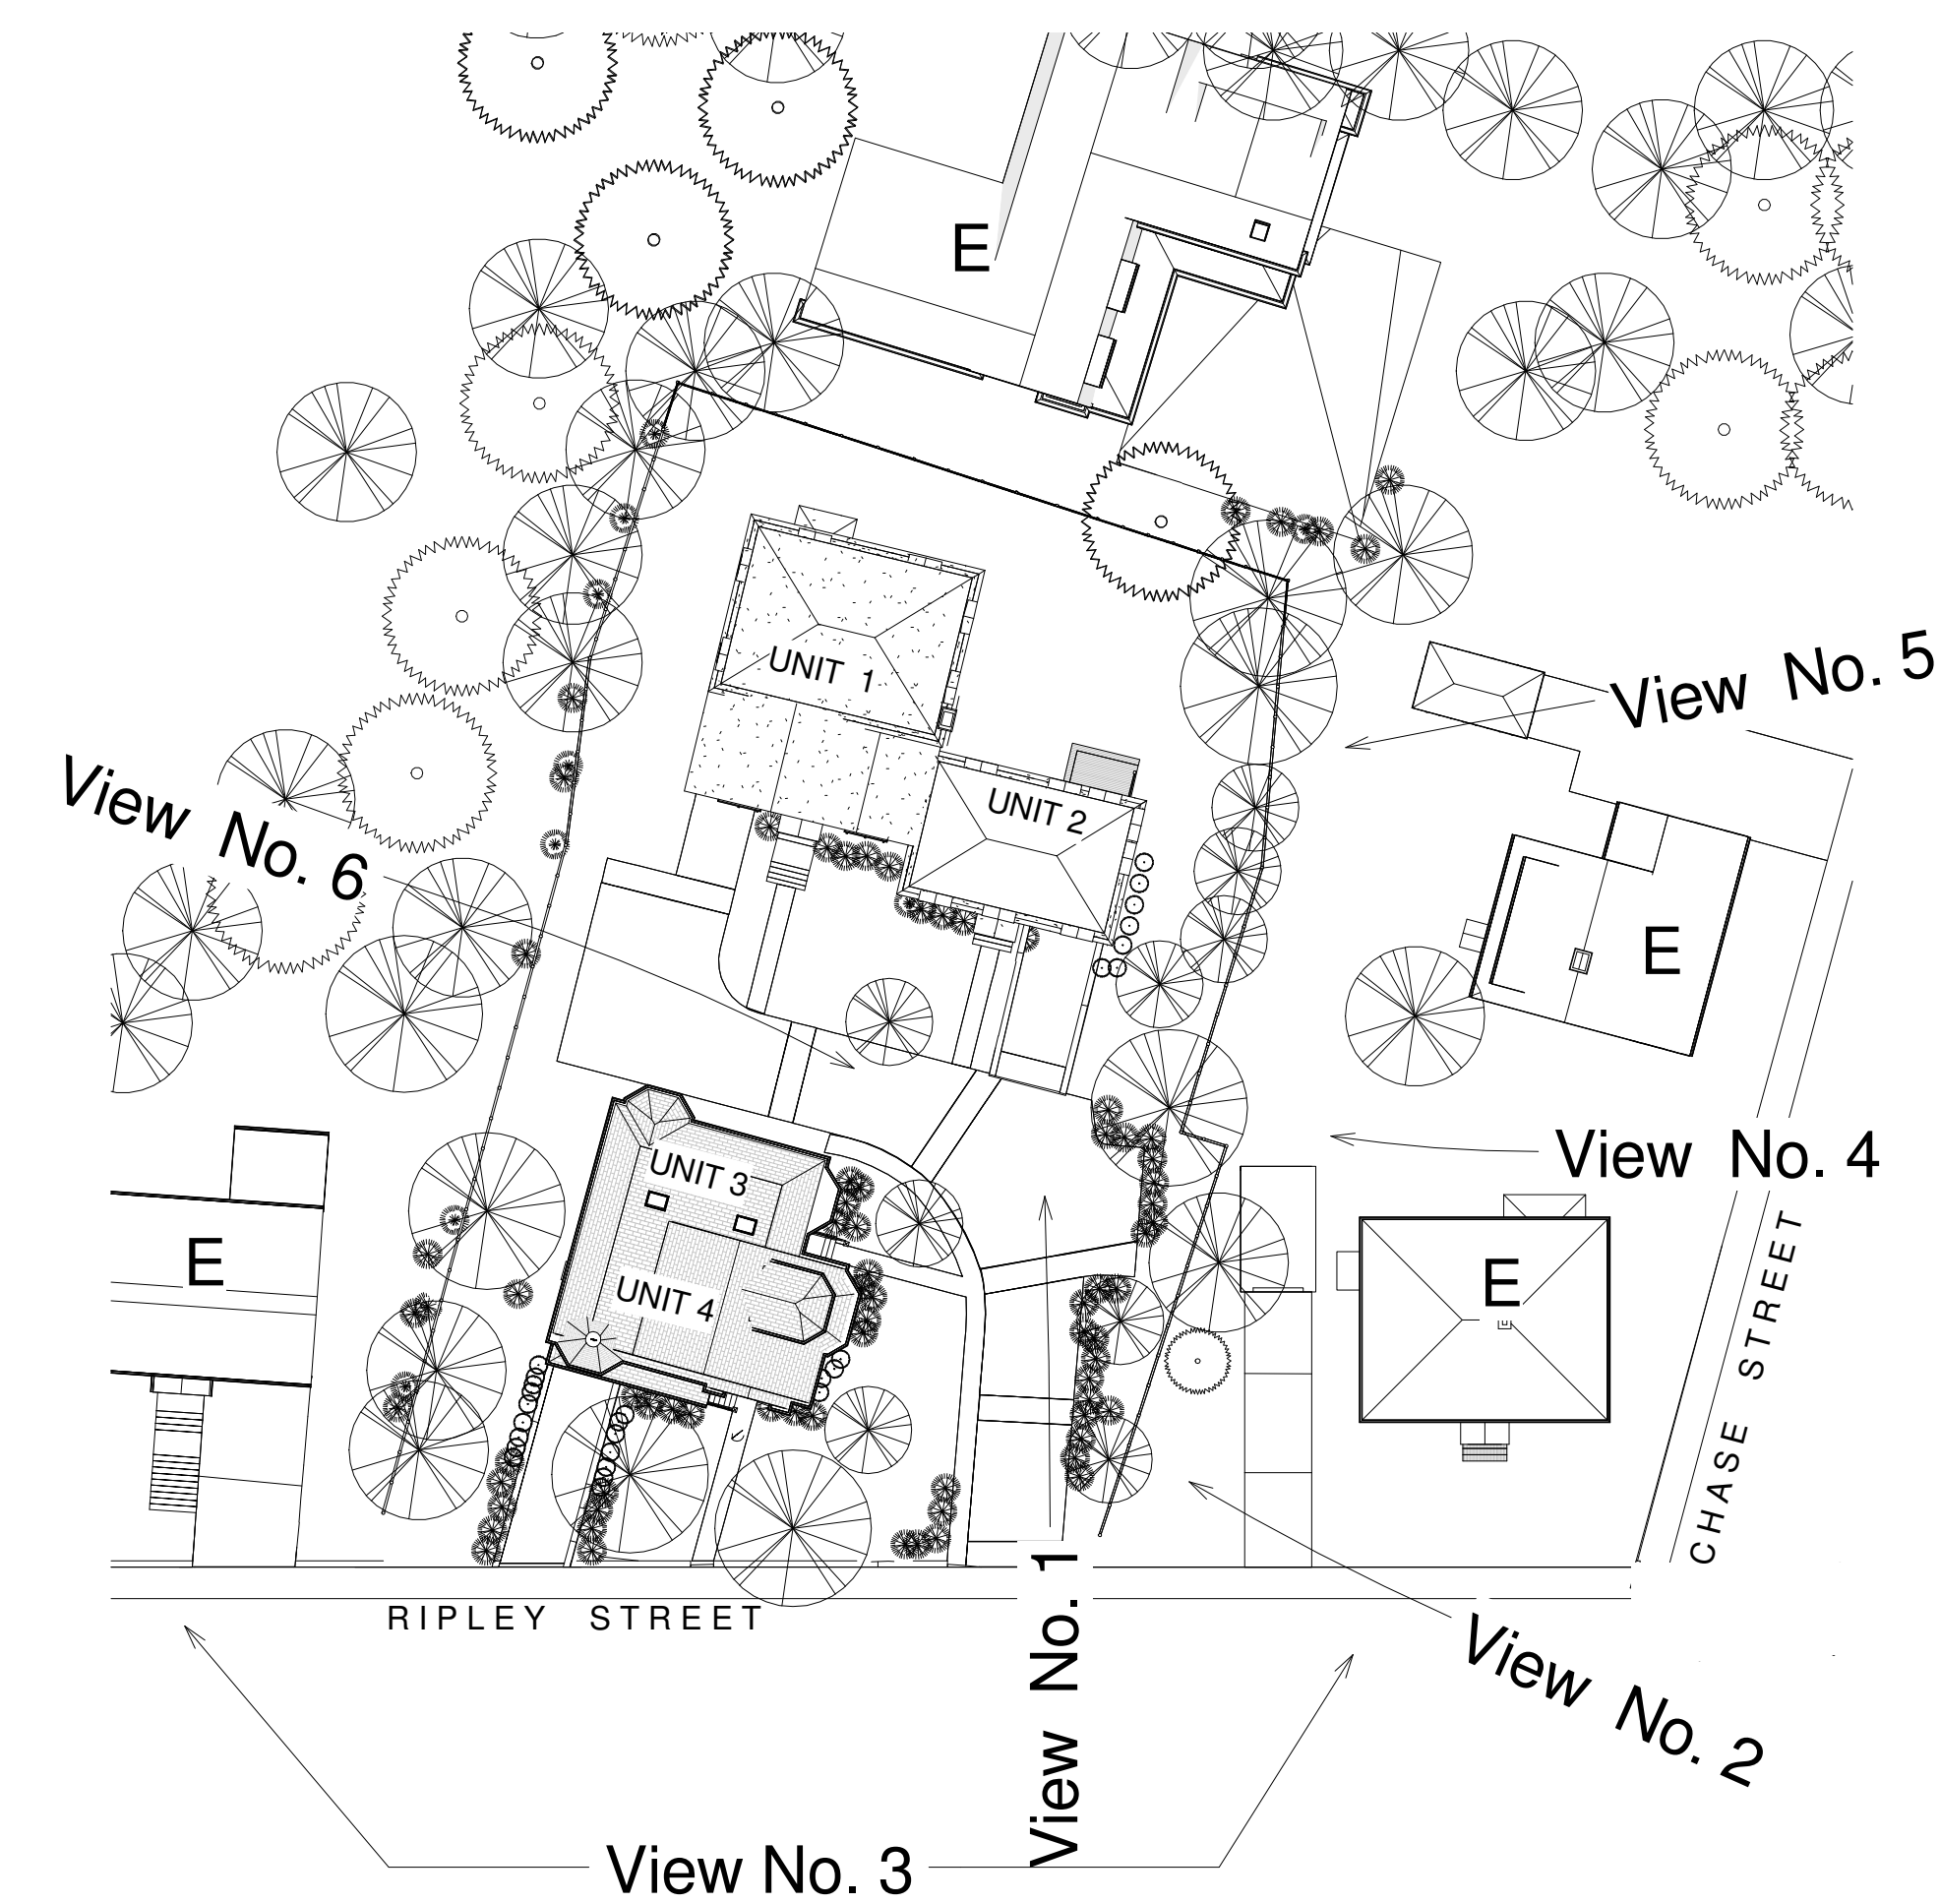 E
View No. 5
UNIT 1
View No. 6
UNIT 2
E
View No. 4
UNIT 3
E
UNIT 4
E
CHASE STREET
RIPLEY STREET
View No. 1
View No. 2
View No. 3